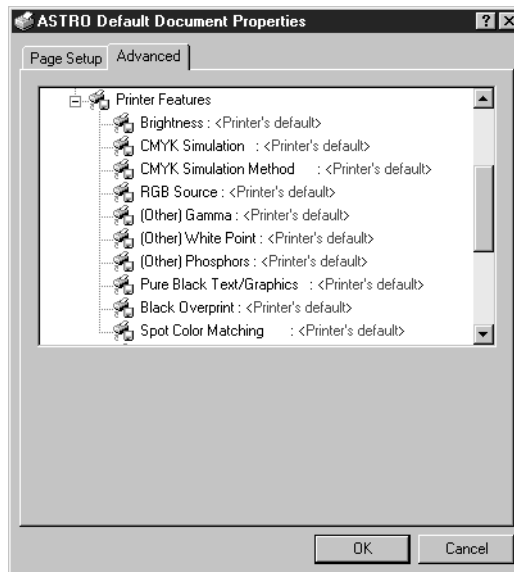 ASTRO Default Document Properties
Page Setup
Advanced
Printer Features
Brightness : <Printer's default>
CMYK Simulation : <Printer's default>
CMYK Simulation Method : <Printer's default>
RGB Source : <Printer's default>
(Other) Gamma : <Printer's default>
(Other) White Point : <Printer's default>
(Other) Phosphors : <Printer's default>
Pure Black Text/Graphics : <Printer's default>
Black Overprint : <Printer's default>
Spot Color Matching : <Printer's default>
OK
Cancel